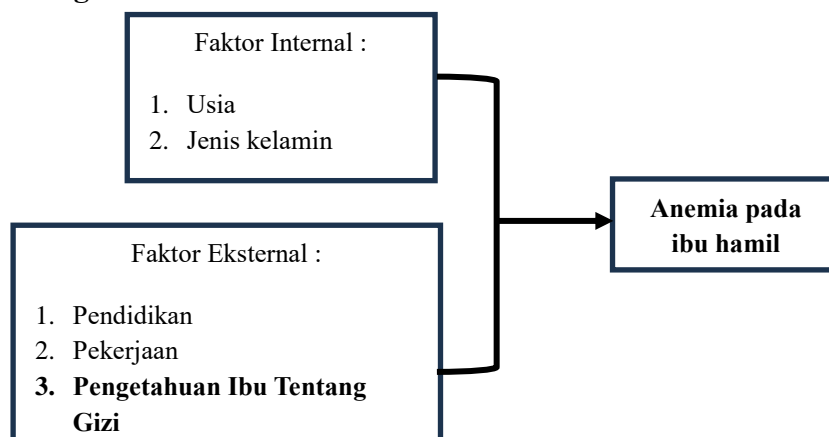 Faktor Internal :
1. Usia
2. Jenis kelamin
Anemia pada
ibu hamil
Faktor Eksternal :
1. Pendidikan
2. Pekerjaan
3. Pengetahuan Ibu Tentang
Gizi